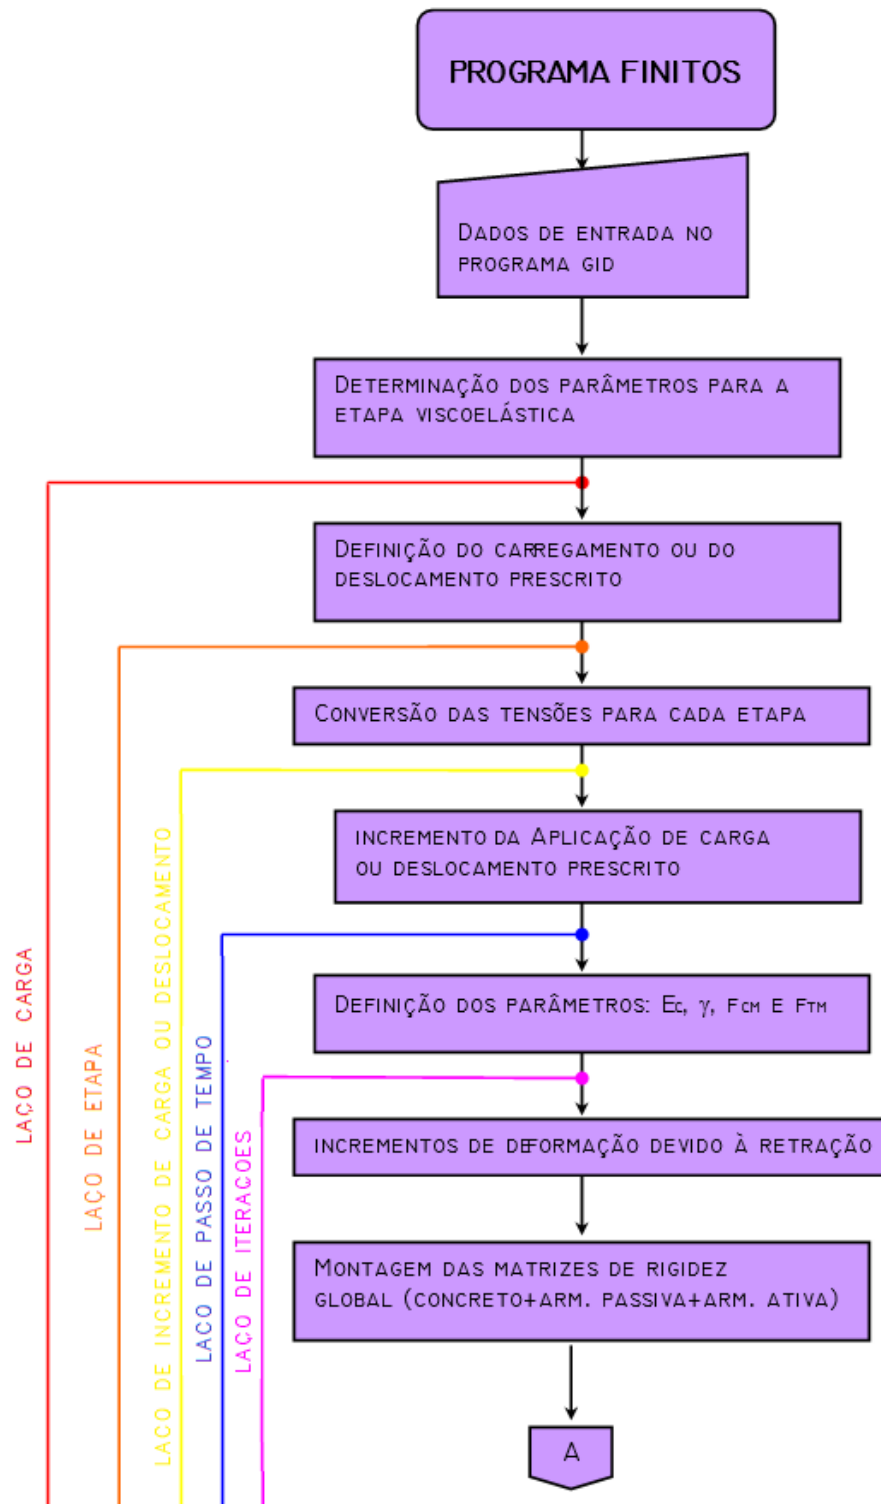 PROGRAMA FINITOS
DADOS DE ENTRADA NO
PROGRAMA GID
DETERMINAÇÃO DOS PARÂMETROS PARA A
ETAPA VISCOELÁSTICA
DEFINIÇÃO DO CARREGAMENTO OU DO
DESLOCAMENTO PRESCRITO
CONVERSÃO DAS TENSÕES PARA CADA ETAPA
INCREMENTO DA APLICAÇÃO DE CARGA
OU DESLOCAMENTO PRESCRITO
DEFINIÇÃO DOS PARÂMETROS: EC, γ, FCM E FTM
INCREMENTOS DE DEFORMAÇÃO DEVIDO À RETRAÇÃO
MONTAGEM DAS MATRIZES DE RIGIDEZ
GLOBAL (CONCRETO+ARM. PASSIVA+ARM. ATIVA)
A
LAÇO DE CARGA
LAÇO DE ETAPA
LACO DE INCREMENTO DE CARGA OU DESLOCAMENTO
LACO DE PASSO DE TEMPO
LAÇO DE ITERACOES